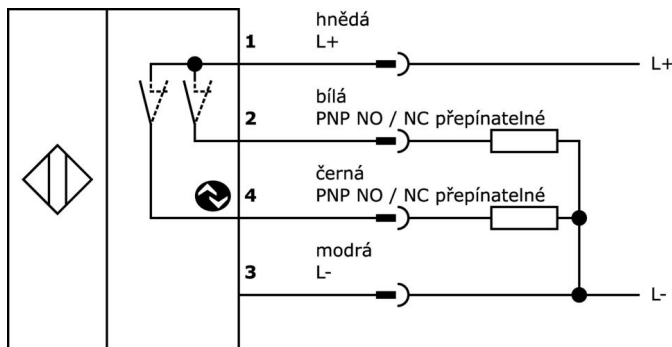 hnědá
1 L+
L+
bílá
2 PNP NO / NC přepínatelné
černá
4 PNP NO / NC přepínatelné
modrá
3 L-
L-